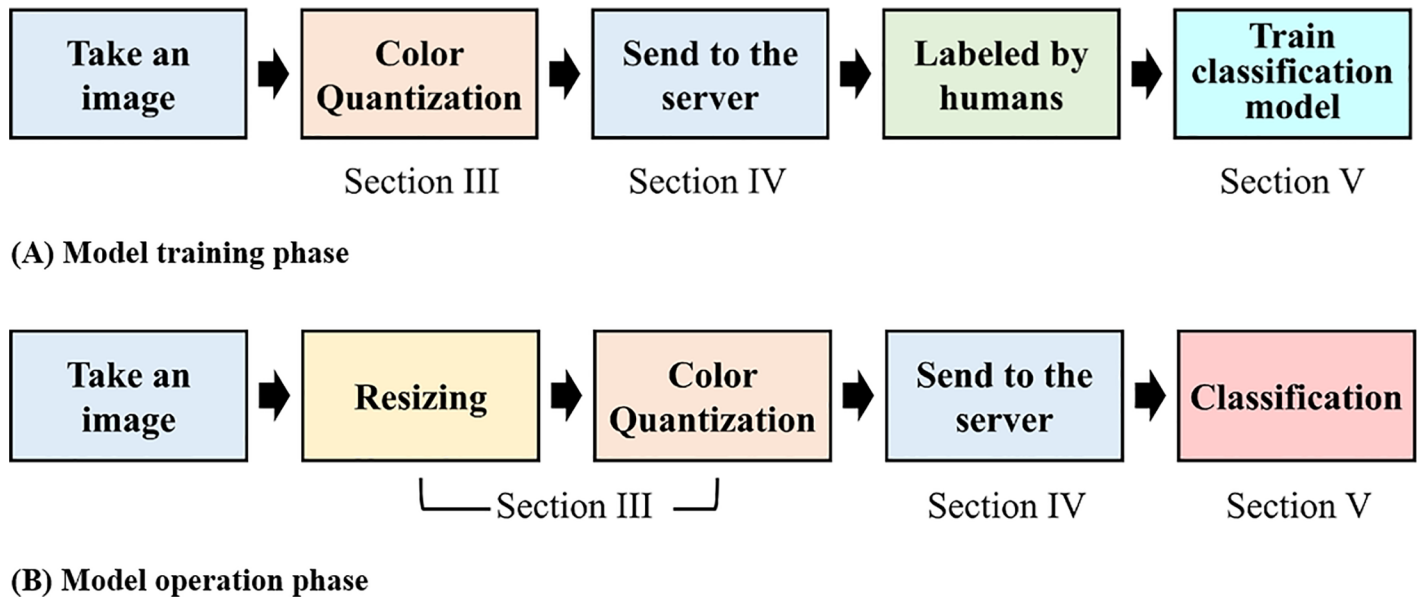 Take an
image
Color
Quantization
Send to the
server
Labeled by
humans
Train
classification
model
Section III
Section IV
Section V
(A) Model training phase
Take an
image
Resizing
Color
Quantization
Send to the
server
Classification
Section III
Section IV
Section V
(B) Model operation phase